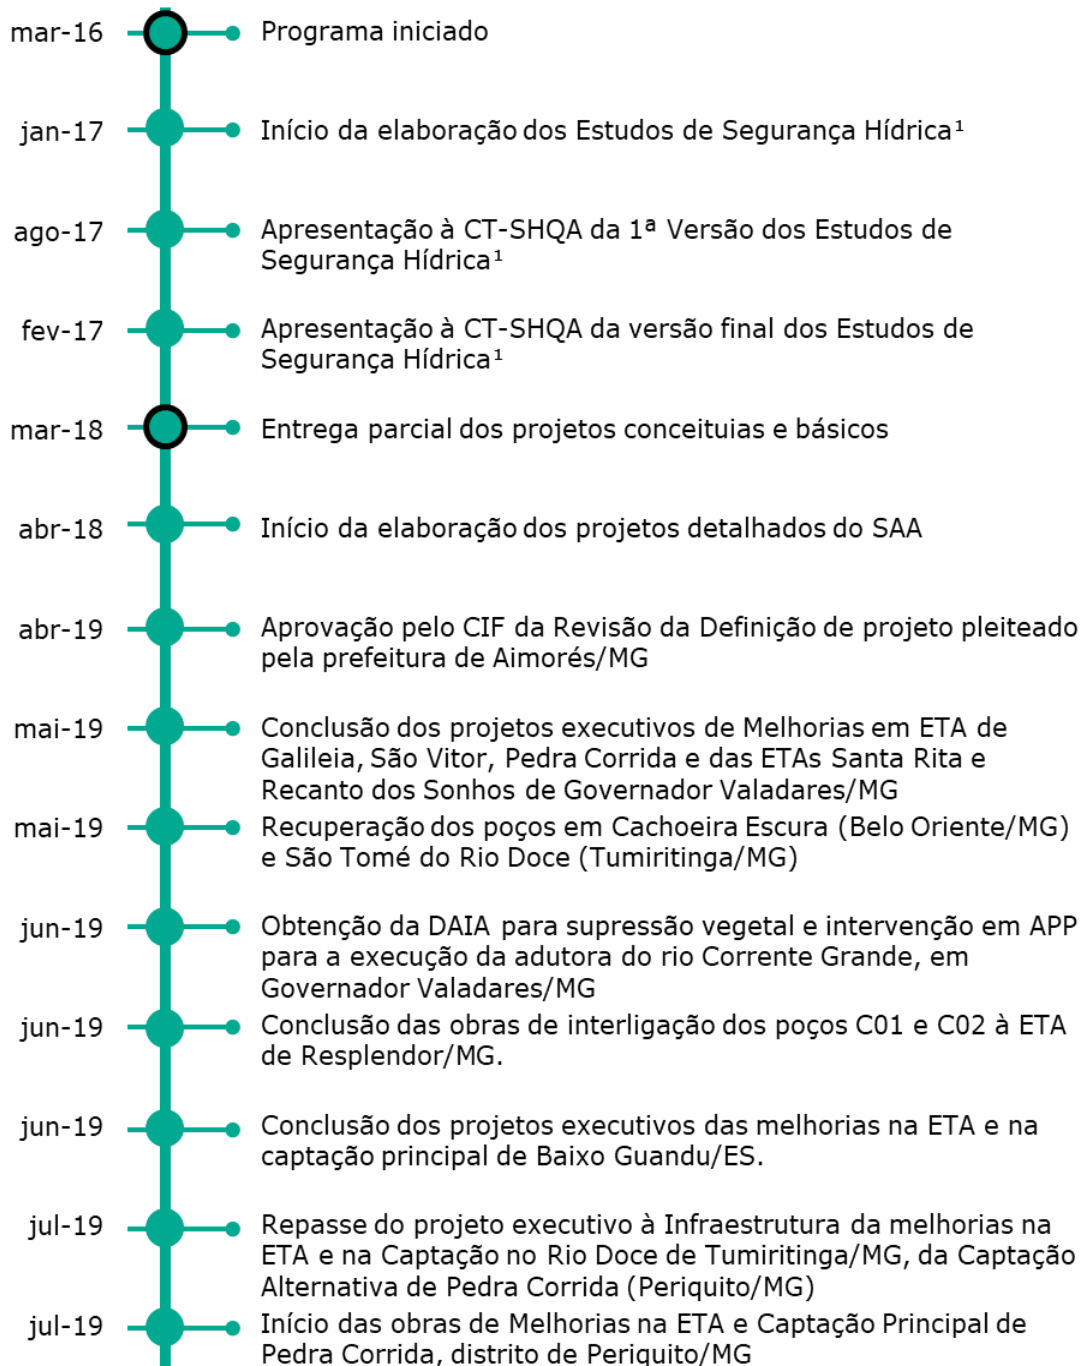 mar-16 Programa iniciado
jan-17 Início da elaboração dos Estudos de Segurança Hídrica¹
ago-17 Apresentação à CT-SHQA da 1ª Versão dos Estudos de
Segurança Hídrica¹
fev-17 Apresentação à CT-SHQA da versão final dos Estudos de
Segurança Hídrica¹
mar-18 Entrega parcial dos projetos conceituias e básicos
abr-18 Início da elaboração dos projetos detalhados do SAA
abr-19 Aprovação pelo CIF da Revisão da Definição de projeto pleiteado
pela prefeitura de Aimorés/MG
mai-19 Conclusão dos projetos executivos de Melhorias em ETA de
Galileia, São Vitor, Pedra Corrida e das ETAs Santa Rita e
Recanto dos Sonhos de Governador Valadares/MG
mai-19 Recuperação dos poços em Cachoeira Escura (Belo Oriente/MG)
e São Tomé do Rio Doce (Tumiritinga/MG)
jun-19 Obtenção da DAIA para supressão vegetal e intervenção em APP
para a execução da adutora do rio Corrente Grande, em
Governador Valadares/MG
jun-19 Conclusão das obras de interligação dos poços C01 e C02 à ETA
de Resplendor/MG.
jun-19 Conclusão dos projetos executivos das melhorias na ETA e na
captação principal de Baixo Guandu/ES.
jul-19 Repasse do projeto executivo à Infraestrutura da melhorias na
ETA e na Captação no Rio Doce de Tumiritinga/MG, da Captação
Alternativa de Pedra Corrida (Periquito/MG)
jul-19 Início das obras de Melhorias na ETA e Captação Principal de
Pedra Corrida, distrito de Periquito/MG